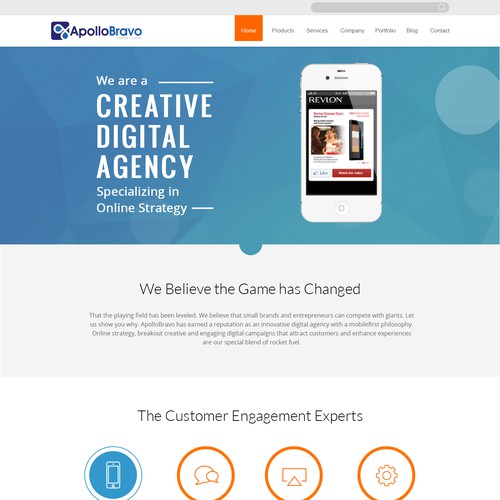 ApolloBravo
Home Products Services Company Portfolio Blog Contact
We are a
CREATIVE
DIGITAL
AGENCY
Specializing in
Online Strategy
REVLON
Like
Watch the video
We Believe the Game has Changed
That the playing field has been leveled. We believe that small brands and entrepreneurs can compete with giants. Let
us show you why. ApolloBravo has earned a reputation as an innovative digital agency with a mobilefirst philosophy.
Online strategy, breakout creative and engaging digital campaigns that attract customers and enhance experiences
are our special blend of rocket fuel.
The Customer Engagement Experts